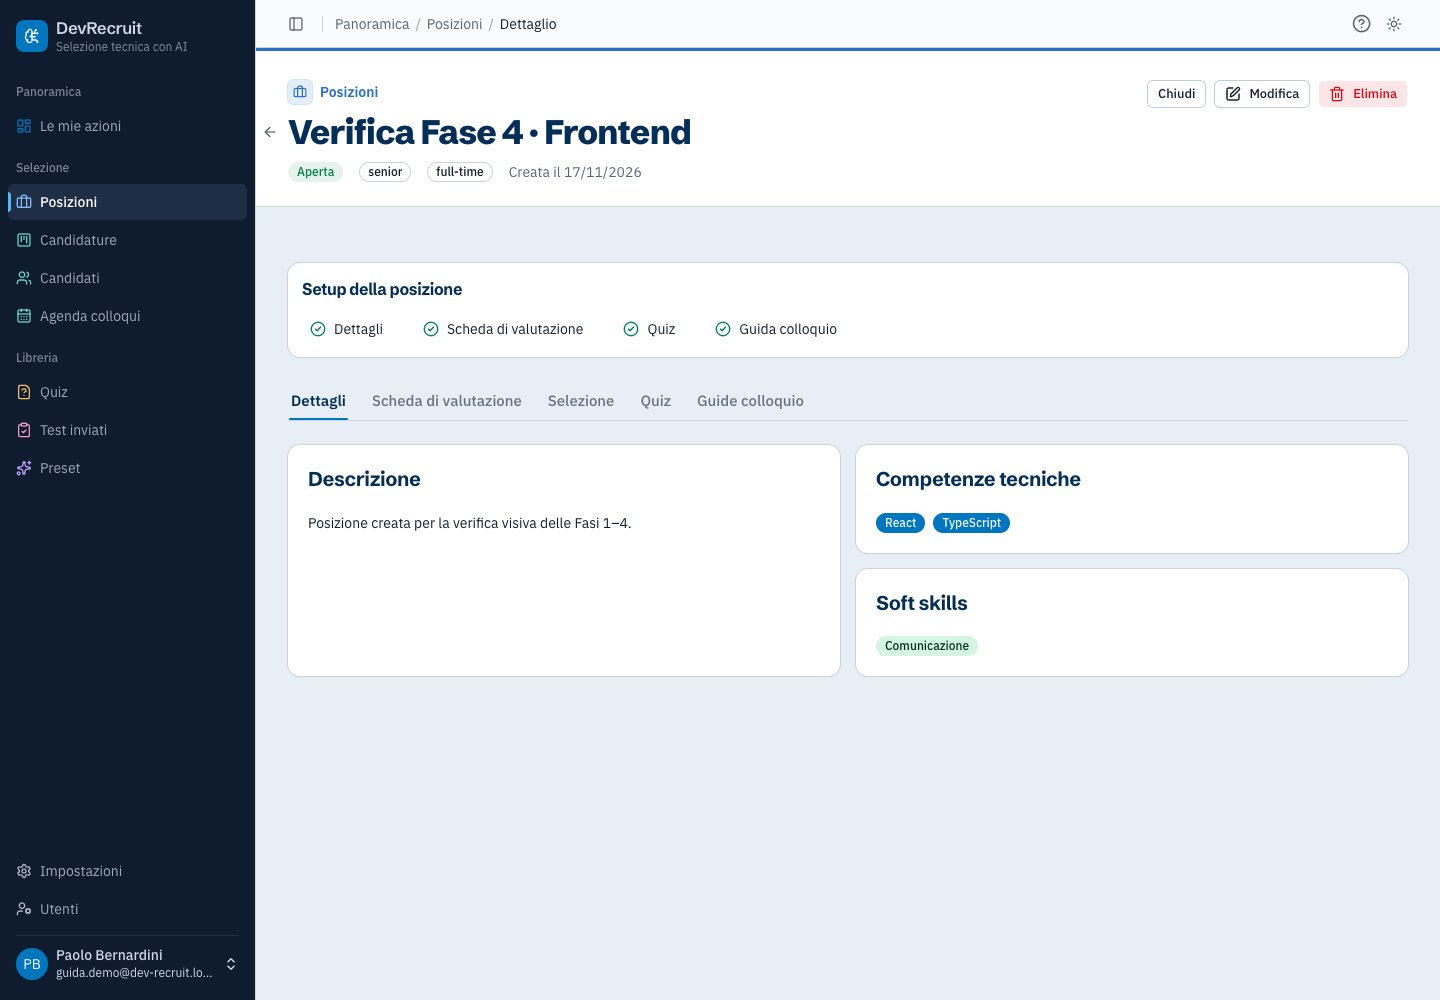 DevRecruit
Selezione tecnica con AI
Panoramica
Le mie azioni
Selezione
Posizioni
Candidature
Candidati
Agenda colloqui
Libreria
Quiz
Test inviati
Preset
Impostazioni
Utenti
PB
Paolo Bernardini
guida.demo@dev-recruit.lo...
Panoramica / Posizioni / Dettaglio
Posizioni
Chiudi
Modifica
Elimina
Verifica Fase 4 · Frontend
Aperta
senior
full-time
Creata il 17/11/2026
Setup della posizione
Dettagli
Scheda di valutazione
Quiz
Guida colloquio
Dettagli
Scheda di valutazione
Selezione
Quiz
Guide colloquio
Descrizione
Posizione creata per la verifica visiva delle Fasi 1–4.
Competenze tecniche
React
TypeScript
Soft skills
Comunicazione